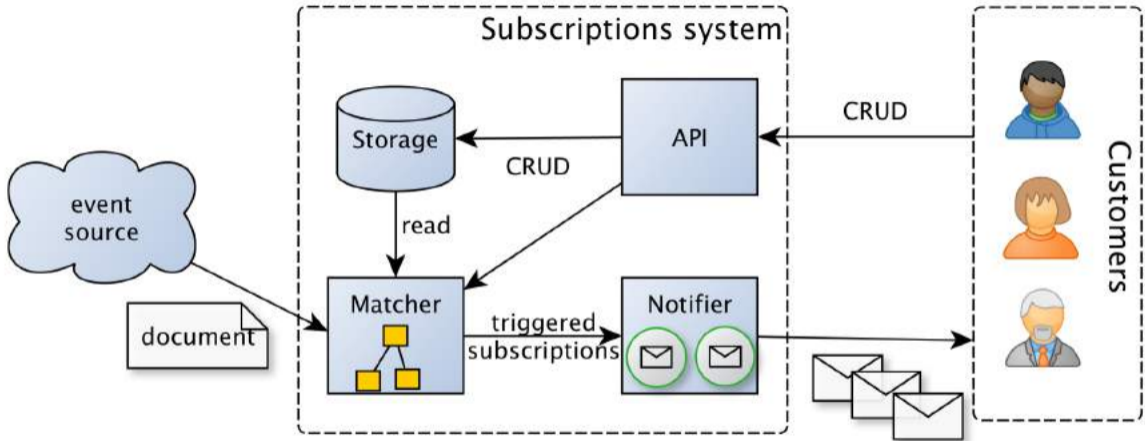 Subscriptions system
Storage
API
CRUD
CRUD
Customers
event
source
read
document
Matcher
triggered
subscriptions
Notifier